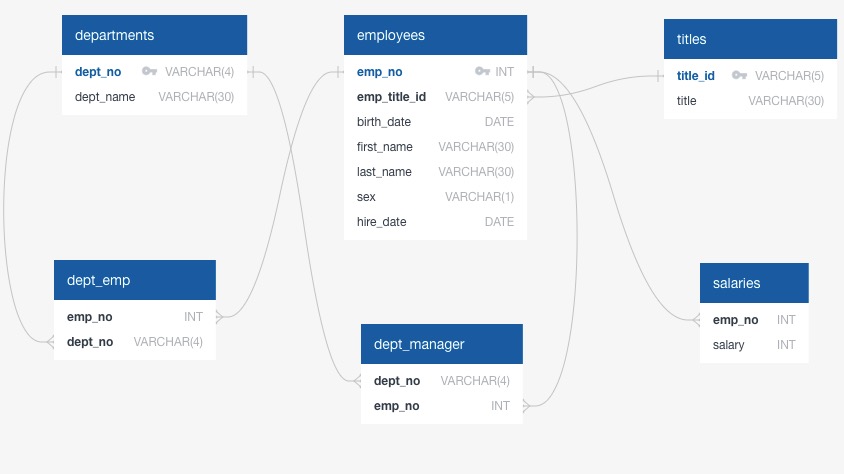 departments
dept_no VARCHAR(4)
dept_name VARCHAR(30)
employees
emp_no INT
emp_title_id VARCHAR(5)
birth_date DATE
first_name VARCHAR(30)
last_name VARCHAR(30)
sex VARCHAR(1)
hire_date DATE
titles
title_id VARCHAR(5)
title VARCHAR(30)
dept_emp
emp_no INT
dept_no VARCHAR(4)
dept_manager
dept_no VARCHAR(4)
emp_no INT
salaries
emp_no INT
salary INT